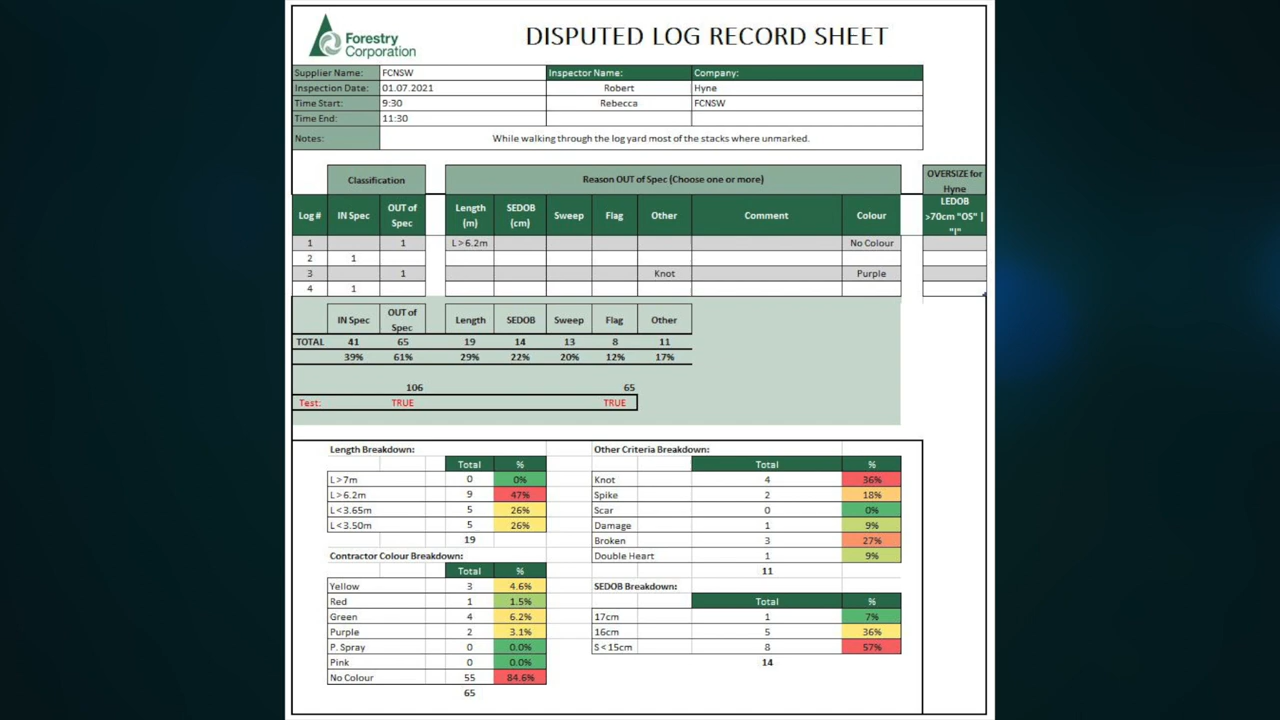 Forestry Corporation
DISPUTED LOG RECORD SHEET
Supplier Name: FCNSW Inspector Name: Company:
Inspection Date: 01.07.2021 Robert Hyne
Time Start: 9:30 Rebecca FCNSW
Time End: 11:30
Notes: While walking through the log yard most of the stacks where unmarked.
Classification Reason OUT of Spec (Choose one or more) OVERSIZE for Hyne
Log # IN Spec OUT of Spec Length (m) SEDOB (cm) Sweep Flag Other Comment Colour LEDOB >70cm "OS" | "!"
1 1 L>6.2m No Colour
2 1
3 1 Knot Purple
4 1
IN Spec OUT of Spec Length SEDOB Sweep Flag Other
TOTAL 41 65 19 14 13 8 11
39% 61% 29% 22% 20% 12% 17%
106 65
Test: TRUE TRUE
Length Breakdown:
Total %
L>7m 0 0%
L>6.2m 9 47%
L<3.65m 5 26%
L<3.50m 5 26%
19
Contractor Colour Breakdown:
Total %
Yellow 3 4.6%
Red 1 1.5%
Green 4 6.2%
Purple 2 3.1%
P. Spray 0 0.0%
Pink 0 0.0%
No Colour 55 84.6%
65
Other Criteria Breakdown:
Total %
Knot 4 36%
Spike 2 18%
Scar 0 0%
Damage 1 9%
Broken 3 27%
Double Heart 1 9%
11
SEDOB Breakdown:
Total %
17cm 1 7%
16cm 5 36%
S<15cm 8 57%
14